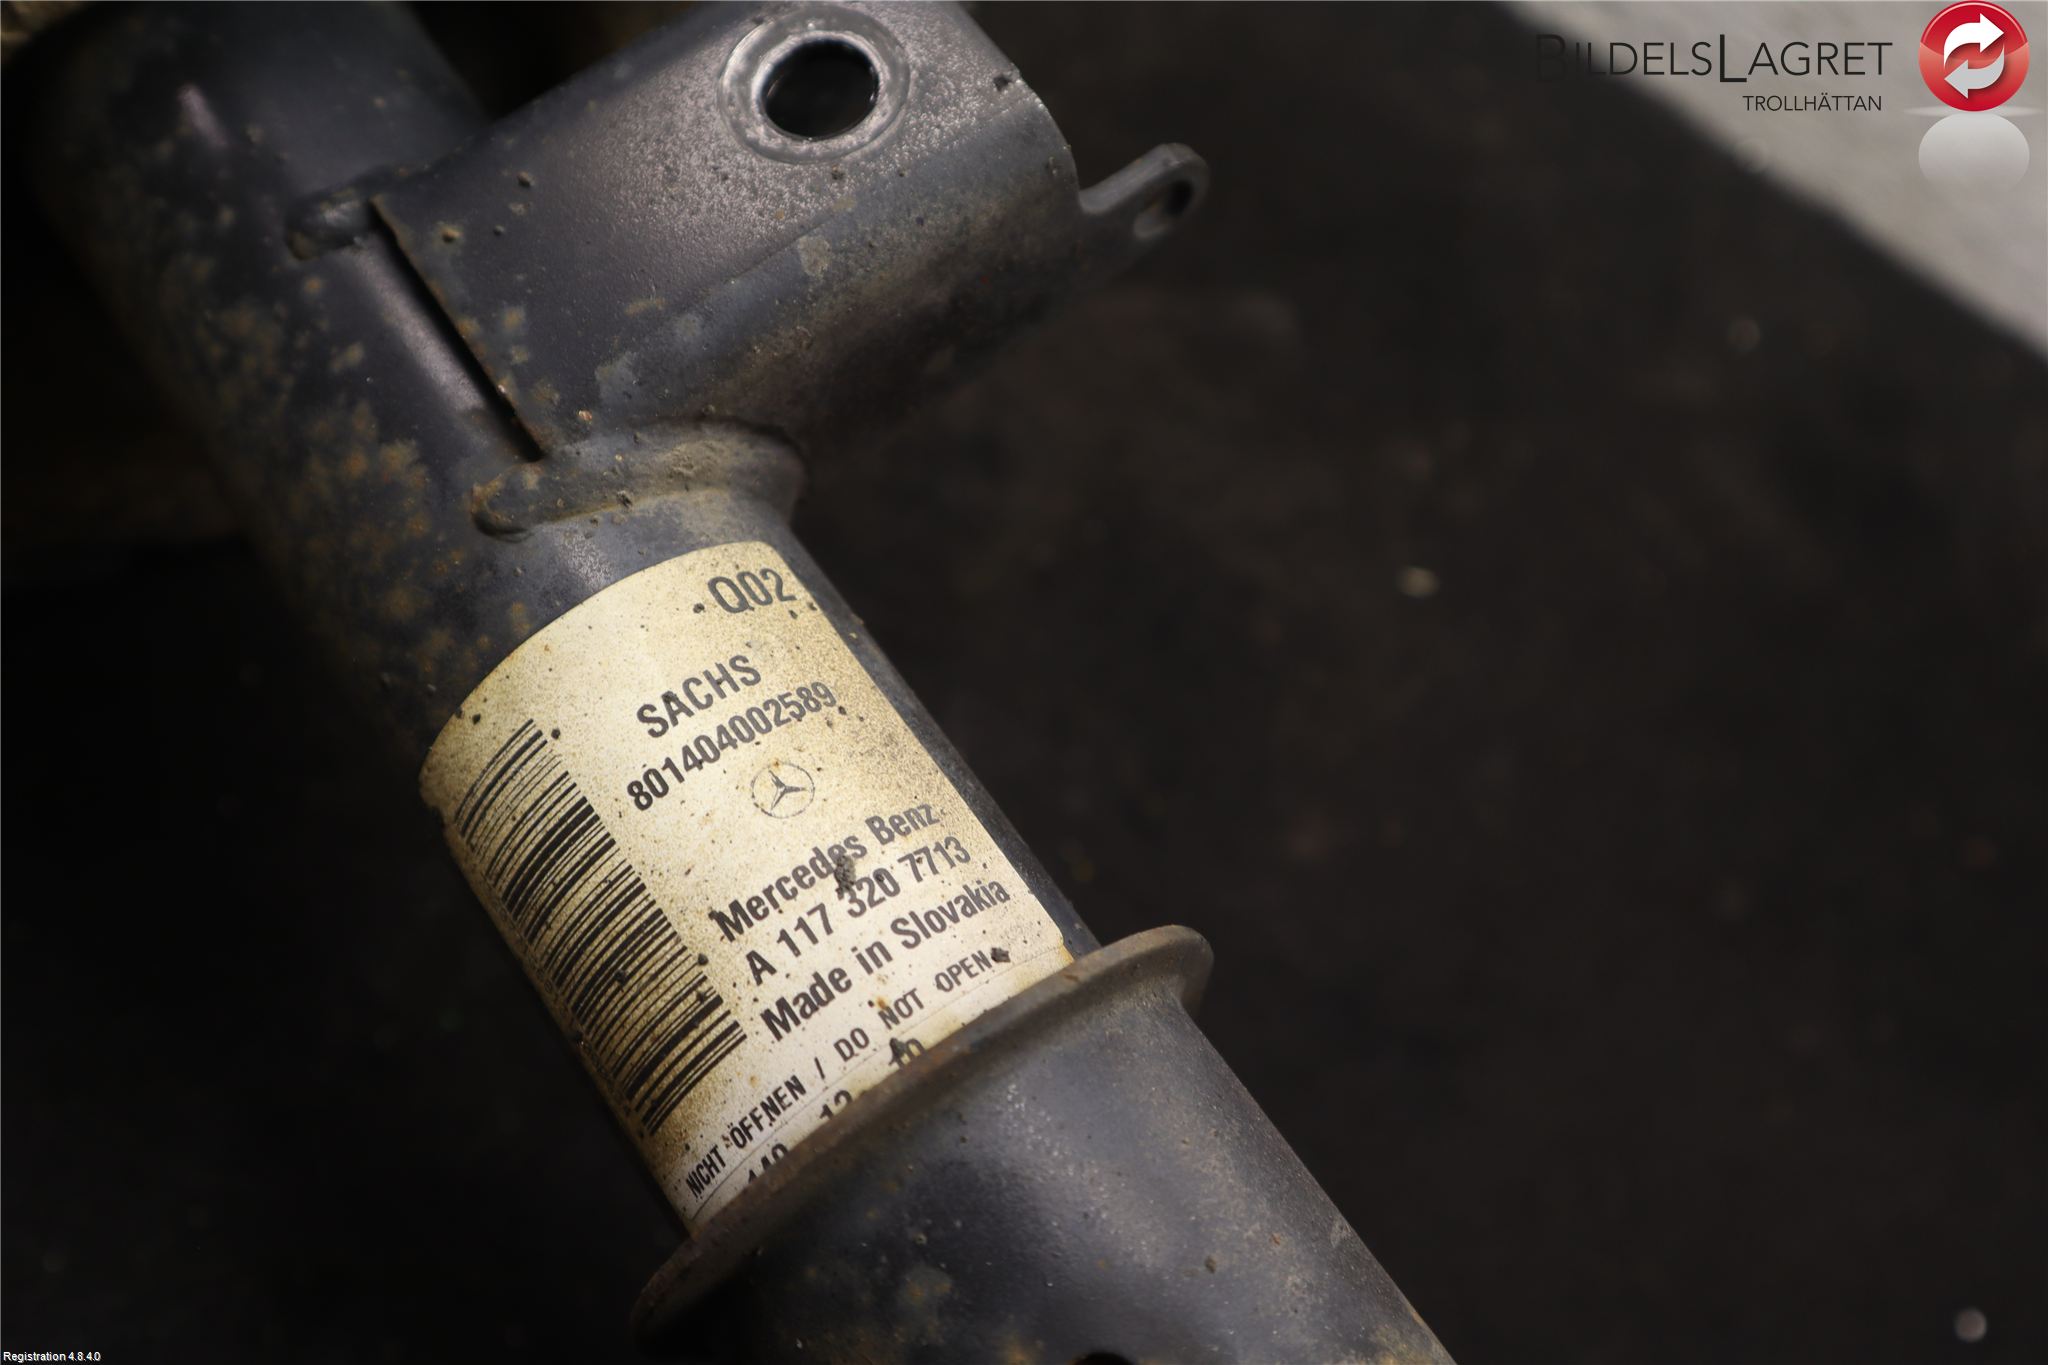 BILDELSLAGRET
TROLLHÄTTAN
Q02
SACHS
801404002589
Mercedes Benz
A 117 320 7713
Made in Slovakia
NICHT ÖFFNEN / DO NOT OPEN
Registration 4.8.4.0